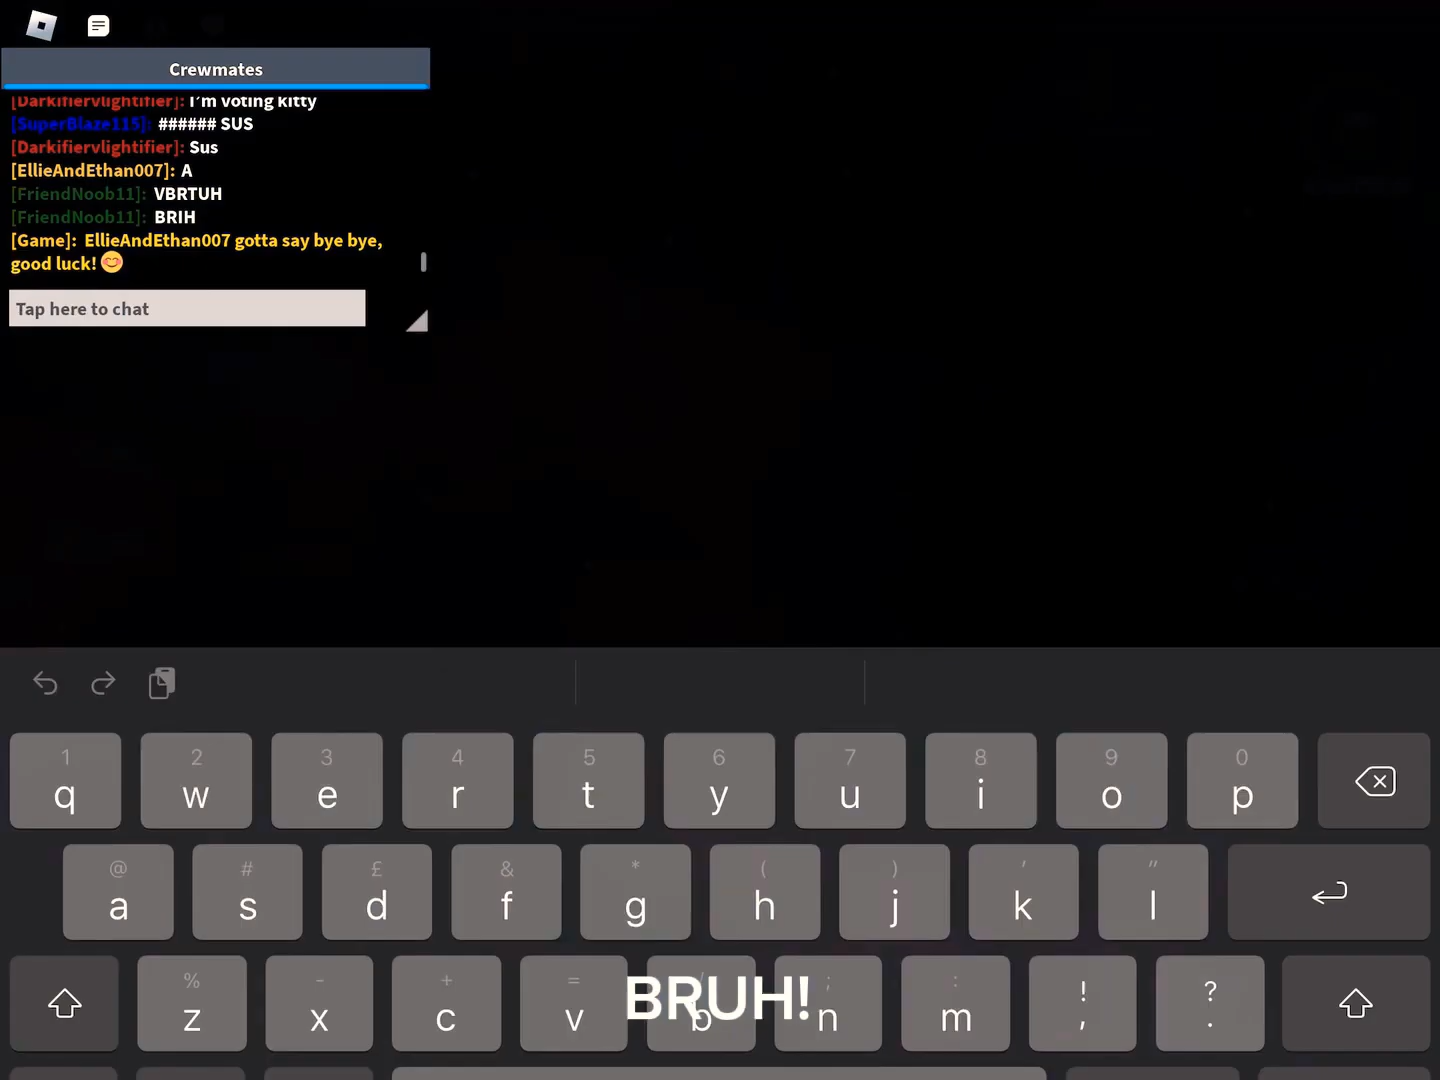 Crewmates
[Darkifiervlightifier]: I'm voting kitty
[SuperBlaze115]: ###### SUS
[Darkifiervlightifier]: Sus
[EllieAndEthan007]: A
[FriendNoob11]: VBRTUH
[FriendNoob11]: BRIH
[Game]: EllieAndEthan007 gotta say bye bye,
good luck! 😊
Tap here to chat
1 2 3 4 5 6 7 8 9 0
q w e r t y u i o p
@ # £ & * ( ) ' "
a s d f g h j k l
% - + = / ; : ! ?
z x c v b n m , .
BRUH!